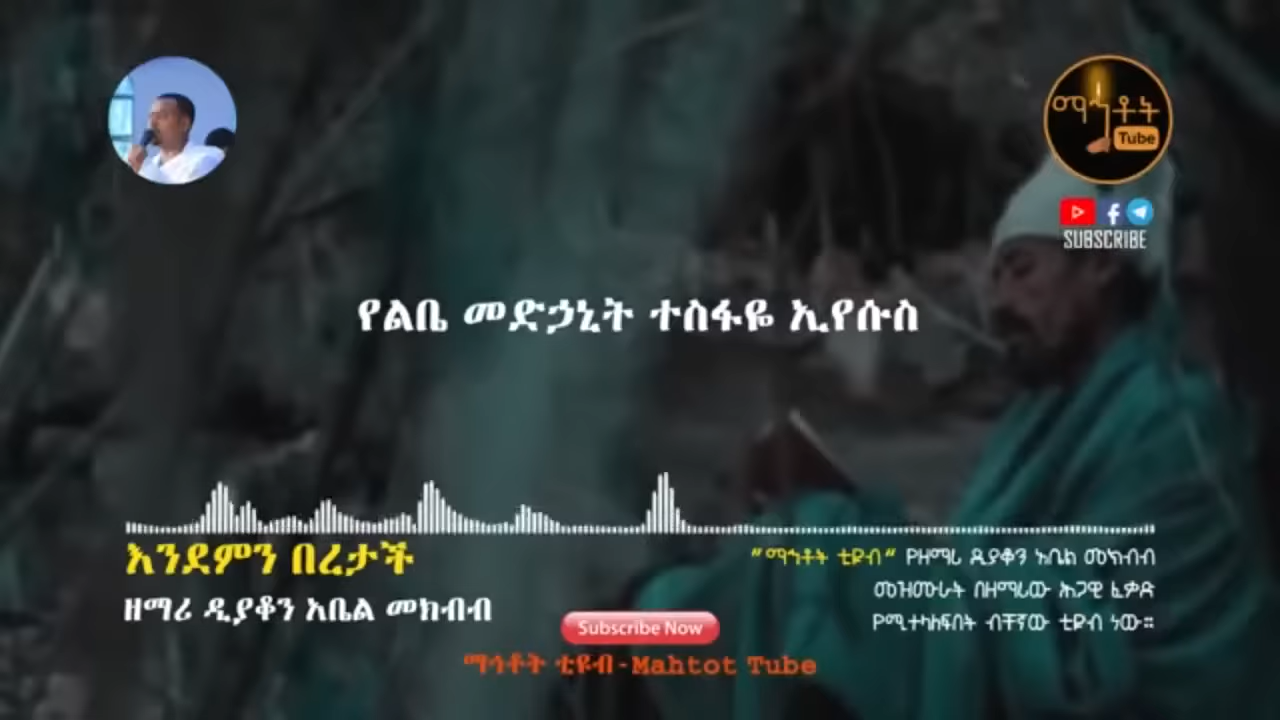 ማኅቶት
Tube
SUBSCRIBE
የልቤ መድኃኒት ተስፋዬ ኢየሱስ
እንደምን በረታች
ዘማሪ ዲያቆን አቤል መክብብ
"ማኅቶት ቲዩብ" የዘማሪ ዲያቆን አቤል መክብብ
መዝሙራት በዘማሪው ሕጋዊ ፈቃድ
የሚተላለፍበት ብቸኛው ቲዩብ ነው።
Subscribe Now
ማኅቶት ቲዩብ-Mahtot Tube